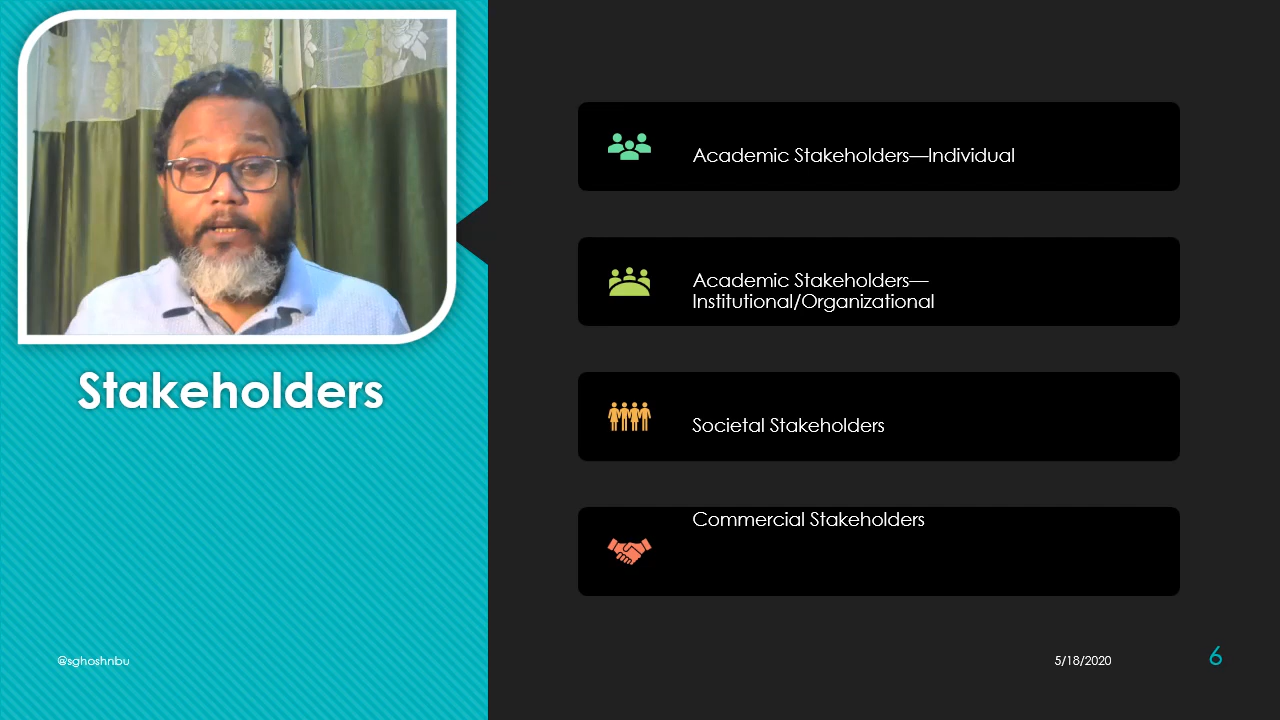 Stakeholders
Academic Stakeholders—Individual
Academic Stakeholders—
Institutional/Organizational
Societal Stakeholders
Commercial Stakeholders
@sghoshnbu
5/18/2020
6